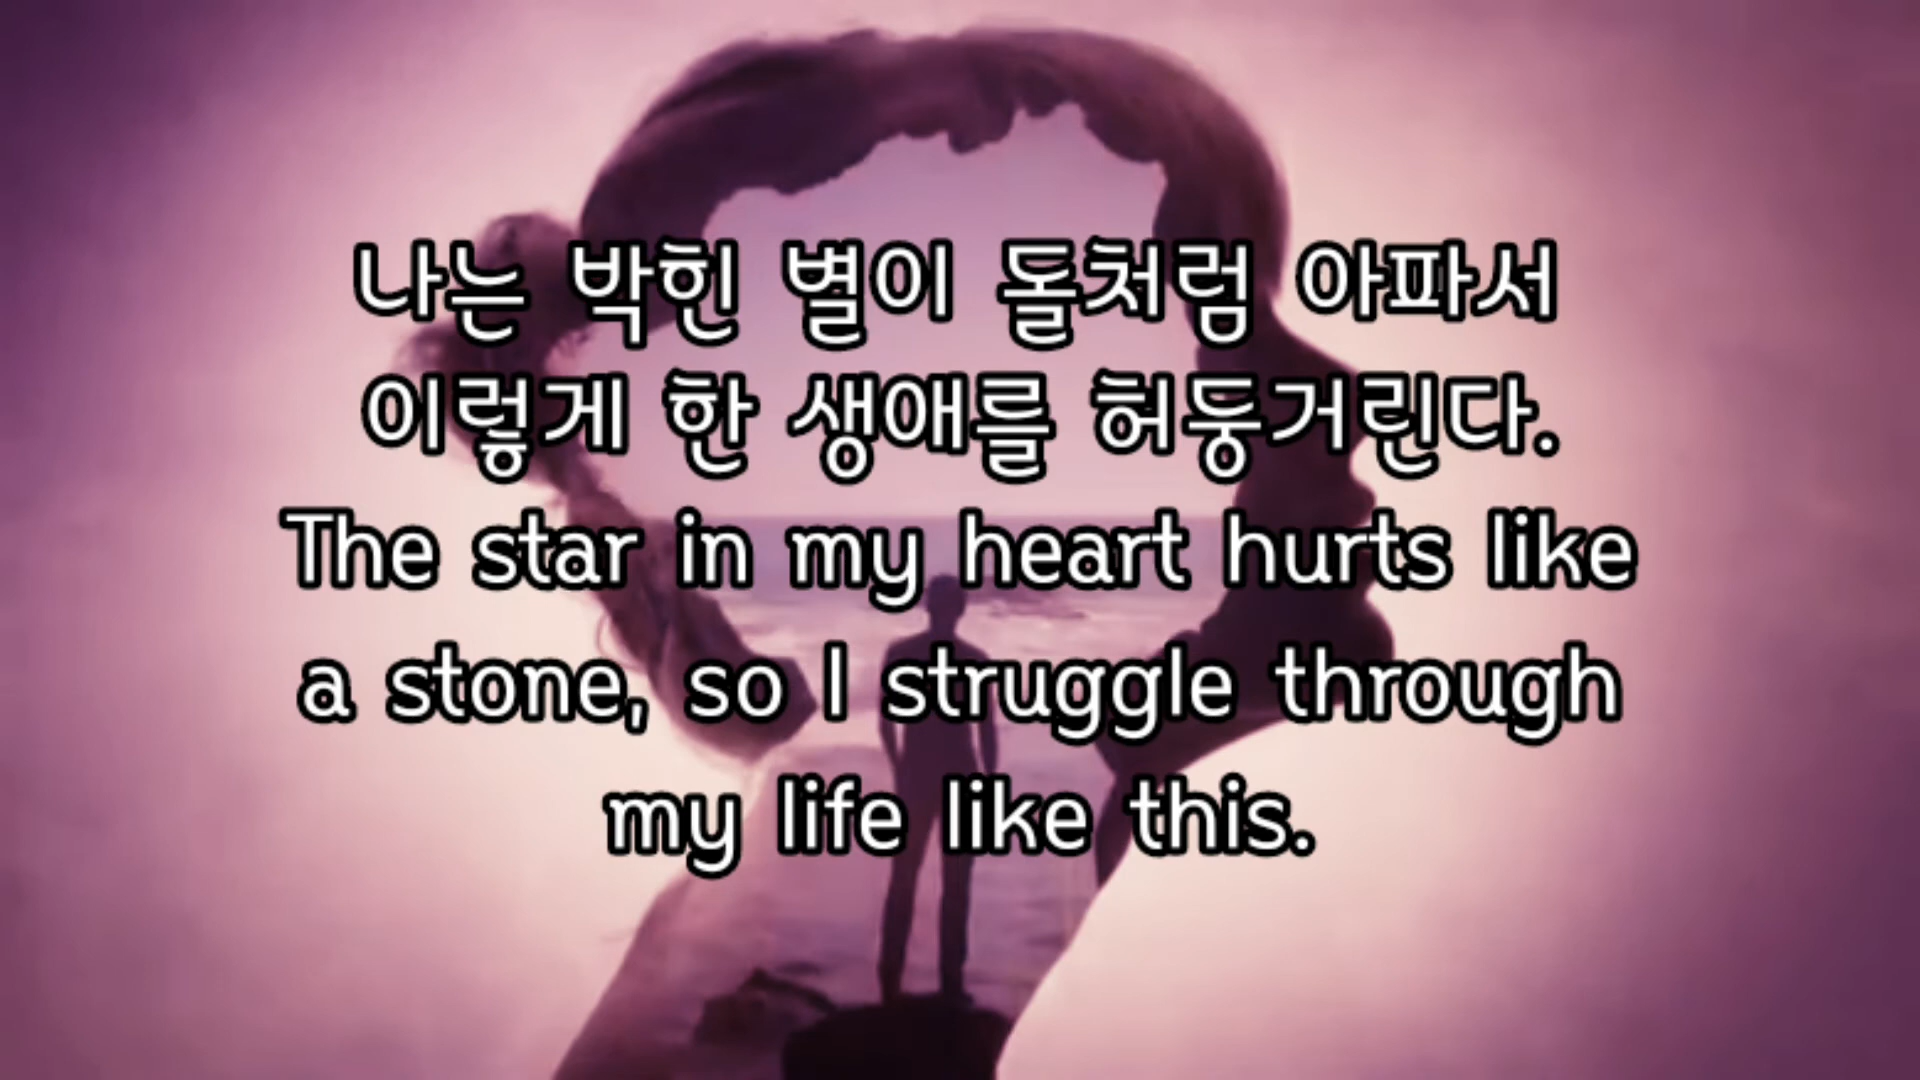 나는 박힌 별이 돌처럼 아파서
이렇게 한 생애를 허둥거린다.
The star in my heart hurts like
a stone, so I struggle through
my life like this.